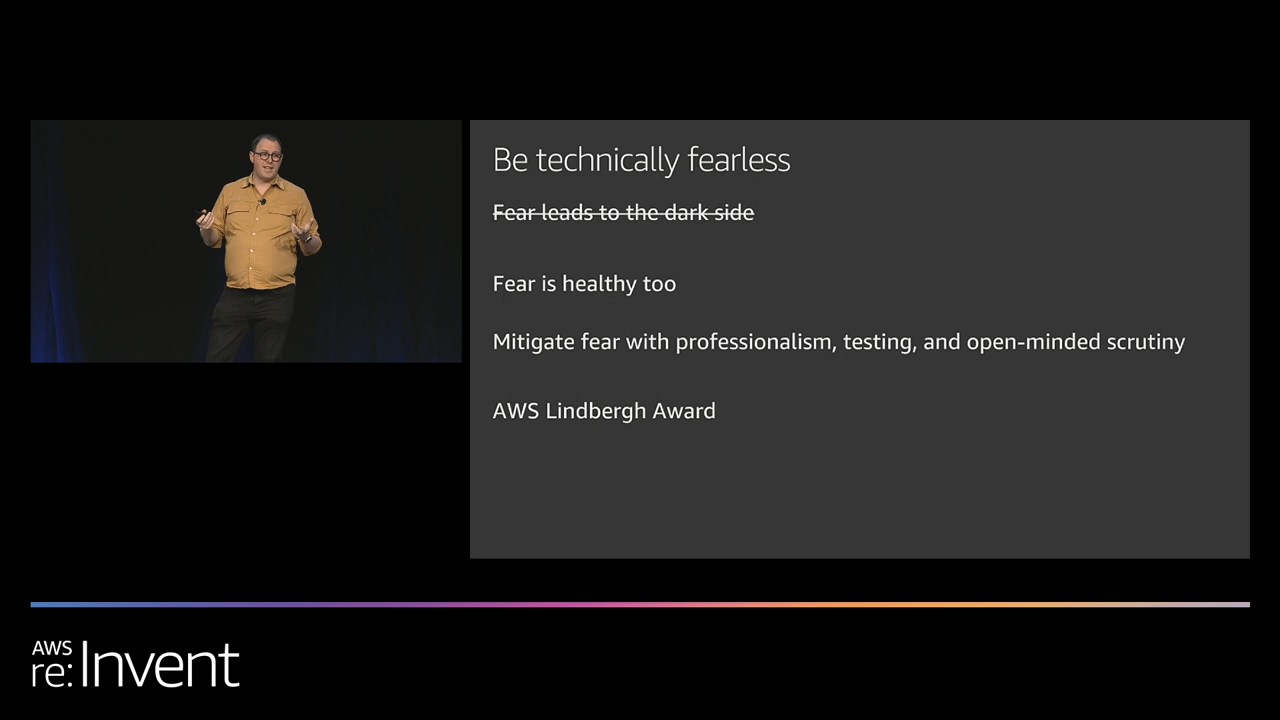 Be technically fearless
Fear leads to the dark side
Fear is healthy too
Mitigate fear with professionalism, testing, and open-minded scrutiny
AWS Lindbergh Award
AWS
re:Invent